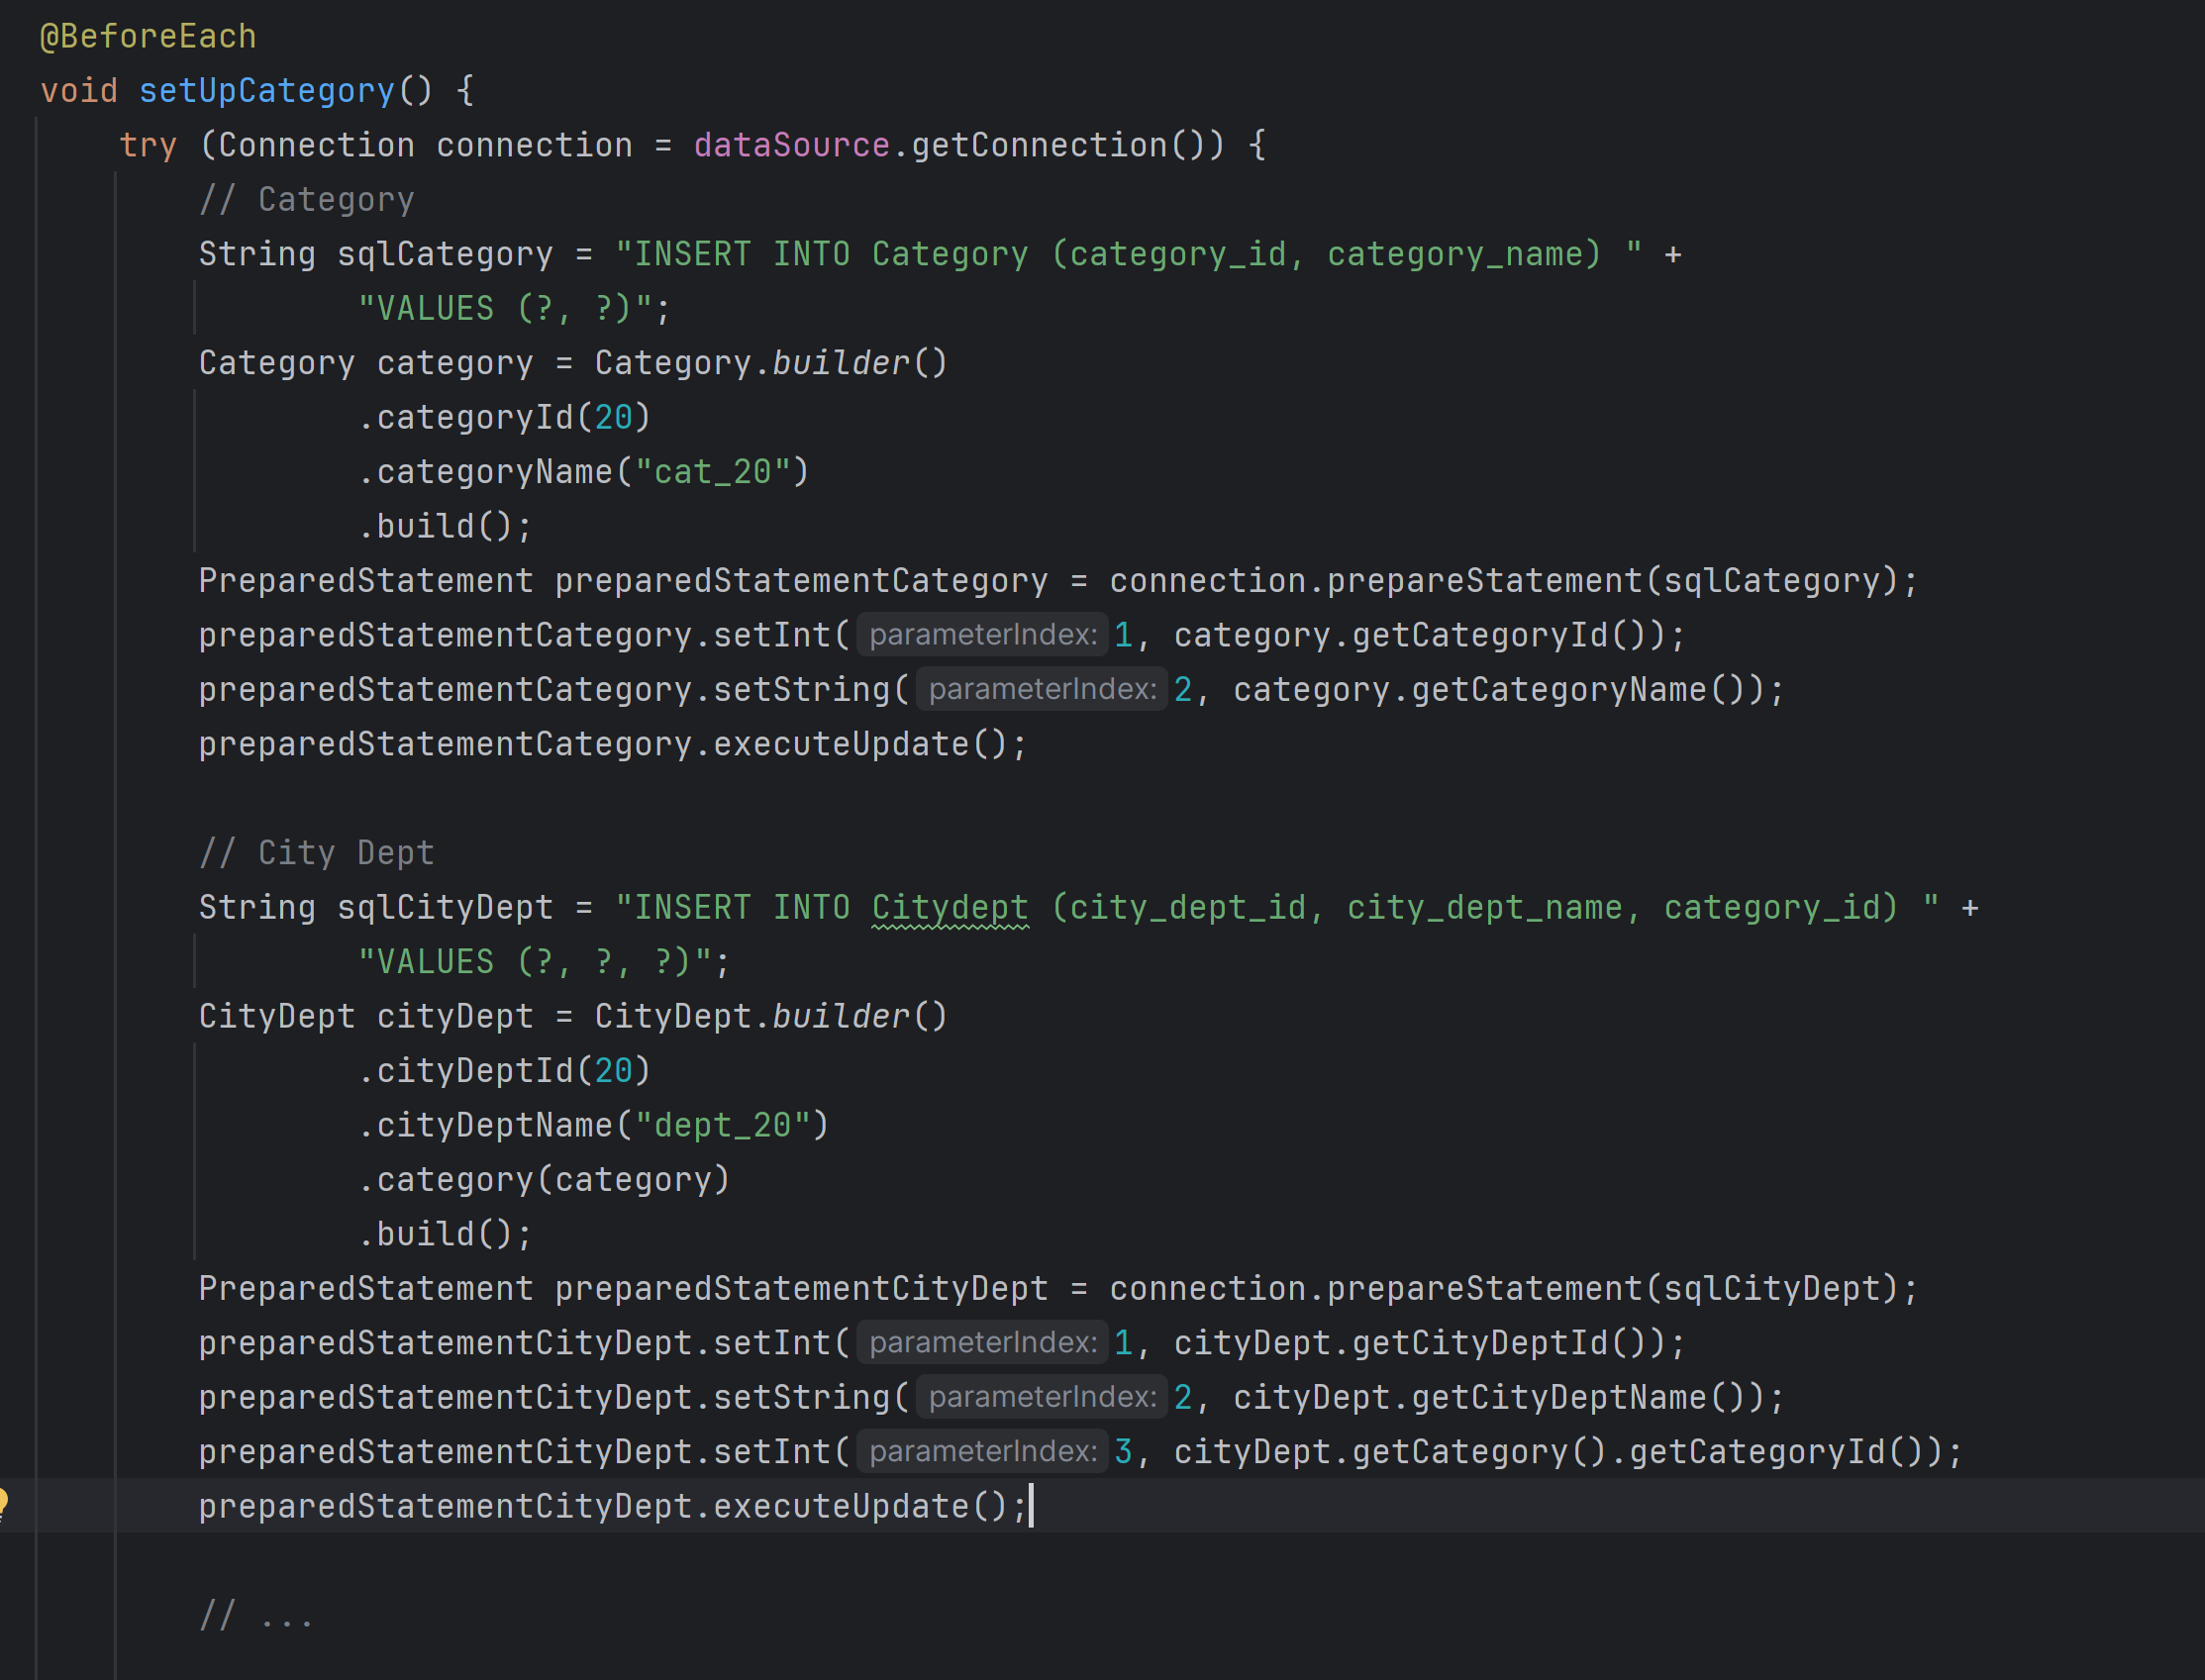 @BeforeEach
void setUpCategory() {
    try (Connection connection = dataSource.getConnection()) {
        // Category
        String sqlCategory = "INSERT INTO Category (category_id, category_name) " +
                "VALUES (?, ?)";
        Category category = Category.builder()
                .categoryId(20)
                .categoryName("cat_20")
                .build();
        PreparedStatement preparedStatementCategory = connection.prepareStatement(sqlCategory);
        preparedStatementCategory.setInt( parameterIndex: 1, category.getCategoryId());
        preparedStatementCategory.setString( parameterIndex: 2, category.getCategoryName());
        preparedStatementCategory.executeUpdate();

        // City Dept
        String sqlCityDept = "INSERT INTO Citydept (city_dept_id, city_dept_name, category_id) " +
                "VALUES (?, ?, ?)";
        CityDept cityDept = CityDept.builder()
                .cityDeptId(20)
                .cityDeptName("dept_20")
                .category(category)
                .build();
        PreparedStatement preparedStatementCityDept = connection.prepareStatement(sqlCityDept);
        preparedStatementCityDept.setInt( parameterIndex: 1, cityDept.getCityDeptId());
        preparedStatementCityDept.setString( parameterIndex: 2, cityDept.getCityDeptName());
        preparedStatementCityDept.setInt( parameterIndex: 3, cityDept.getCategory().getCategoryId());
        preparedStatementCityDept.executeUpdate();

        // ...